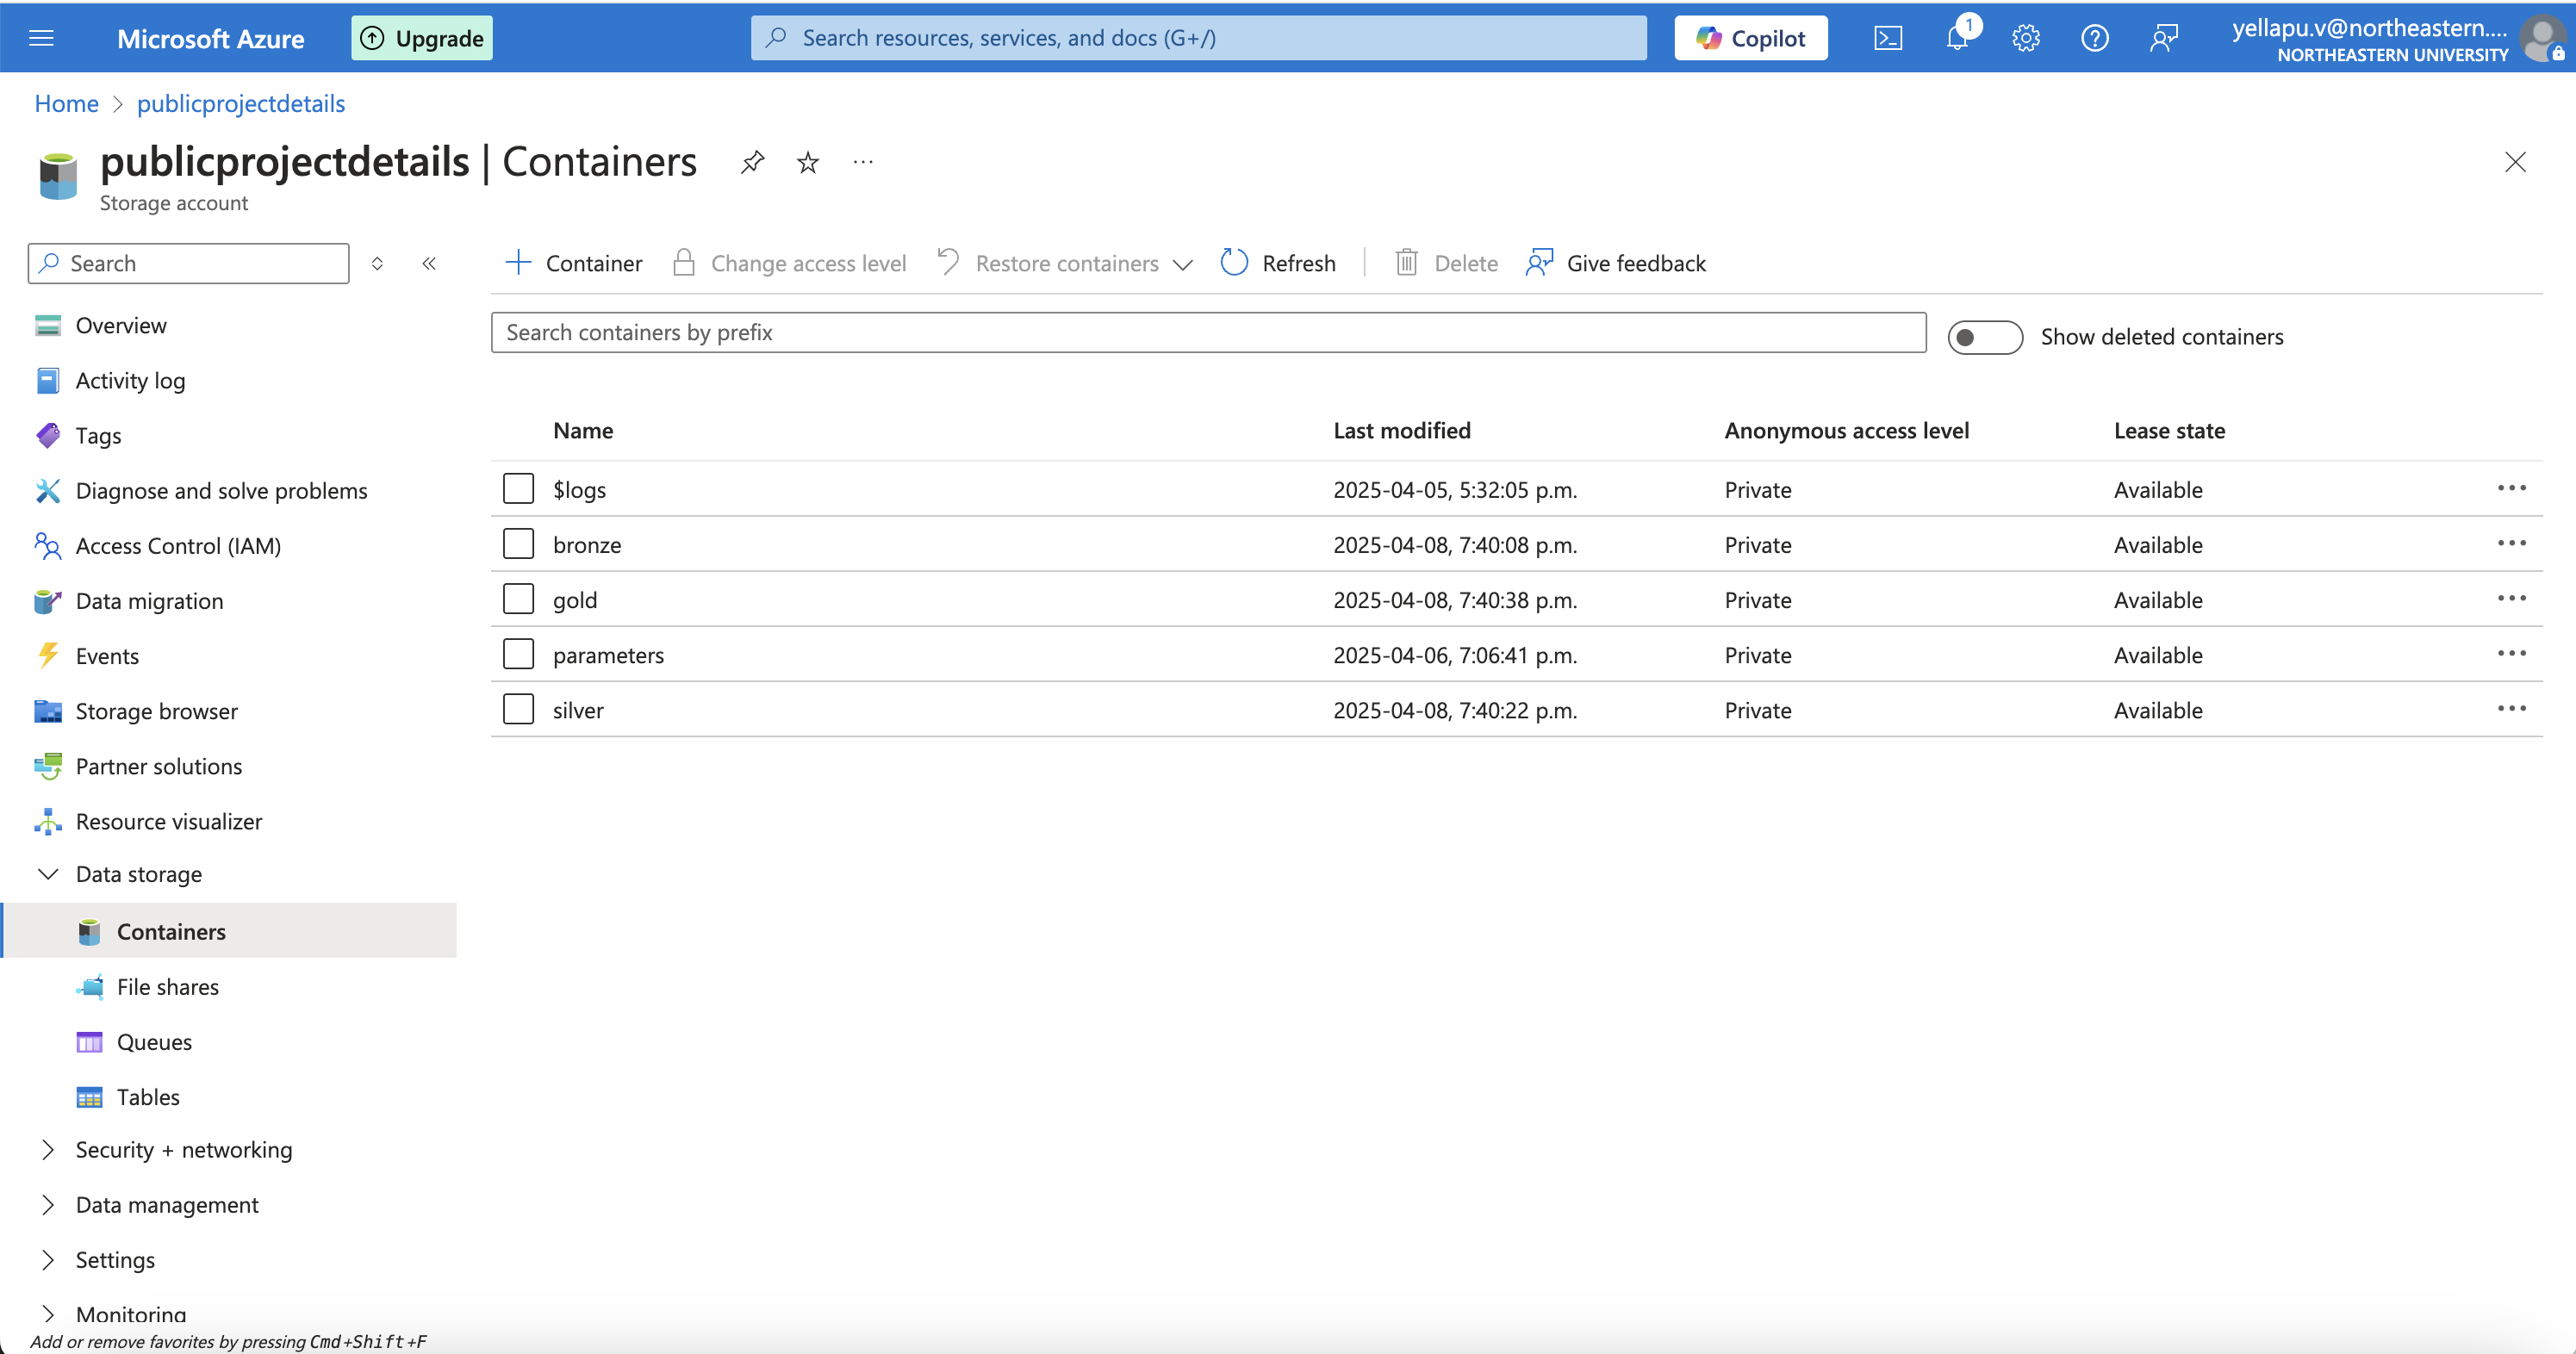 Microsoft Azure
Upgrade
Search resources, services, and docs (G+/)
Copilot
1
yellapu.v@northeastern....
NORTHEASTERN UNIVERSITY
Home > publicprojectdetails
publicprojectdetails | Containers
Storage account
Search
Container
Change access level
Restore containers
Refresh
Delete
Give feedback
Search containers by prefix
Show deleted containers
Name Last modified Anonymous access level Lease state
$logs 2025-04-05, 5:32:05 p.m. Private Available
bronze 2025-04-08, 7:40:08 p.m. Private Available
gold 2025-04-08, 7:40:38 p.m. Private Available
parameters 2025-04-06, 7:06:41 p.m. Private Available
silver 2025-04-08, 7:40:22 p.m. Private Available
Overview
Activity log
Tags
Diagnose and solve problems
Access Control (IAM)
Data migration
Events
Storage browser
Partner solutions
Resource visualizer
Data storage
Containers
File shares
Queues
Tables
Security + networking
Data management
Settings
Monitoring
Add or remove favorites by pressing Cmd+Shift+F